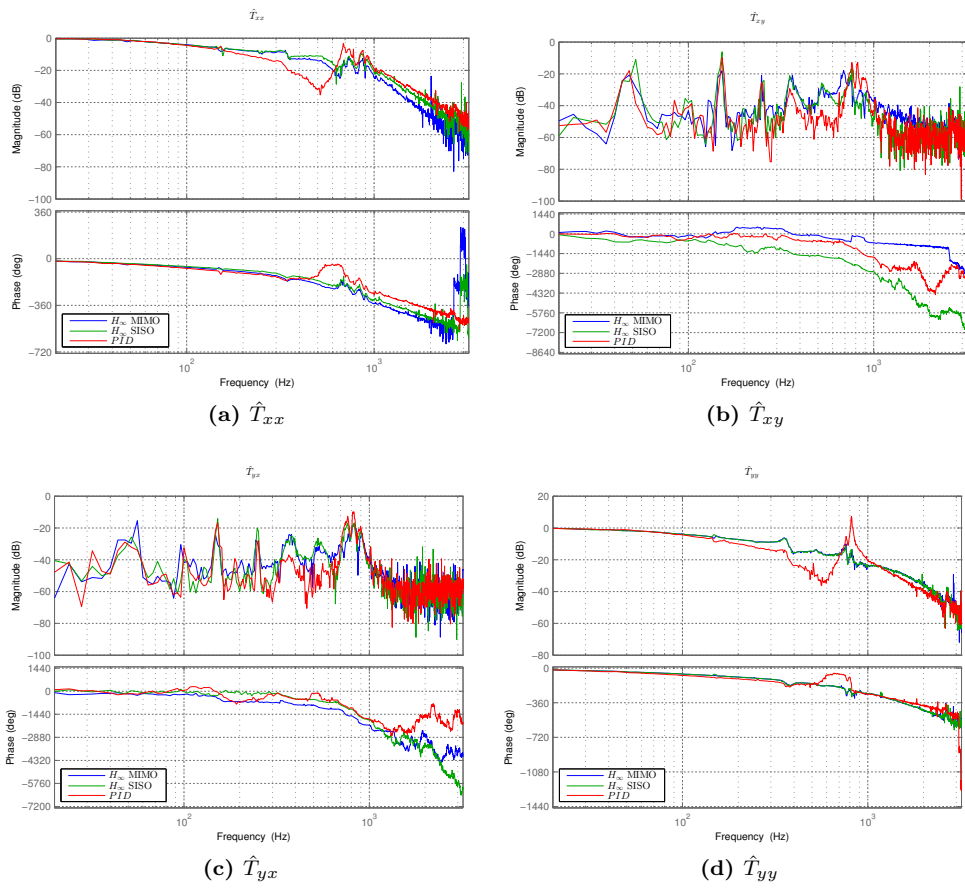 T̂xx
0
−20
−40
−60
−80
−100
Magnitude (dB)
360
0
−360
−720
Phase (deg)
H∞ MIMO
H∞ SISO
PID
10²
10³
Frequency (Hz)
(a) T̂xx
T̂xy
0
−20
−40
−60
−80
−100
Magnitude (dB)
1440
0
−1440
−2880
−4320
−5760
−7200
−8640
Phase (deg)
H∞ MIMO
H∞ SISO
PID
10²
10³
Frequency (Hz)
(b) T̂xy
T̂yx
0
−20
−40
−60
−80
−100
Magnitude (dB)
1440
0
−1440
−2880
−4320
−5760
−7200
Phase (deg)
H∞ MIMO
H∞ SISO
PID
10²
10³
Frequency (Hz)
(c) T̂yx
T̂yy
20
0
−20
−40
−60
−80
Magnitude (dB)
0
−360
−720
−1080
−1440
Phase (deg)
H∞ MIMO
H∞ SISO
PID
10²
10³
Frequency (Hz)
(d) T̂yy